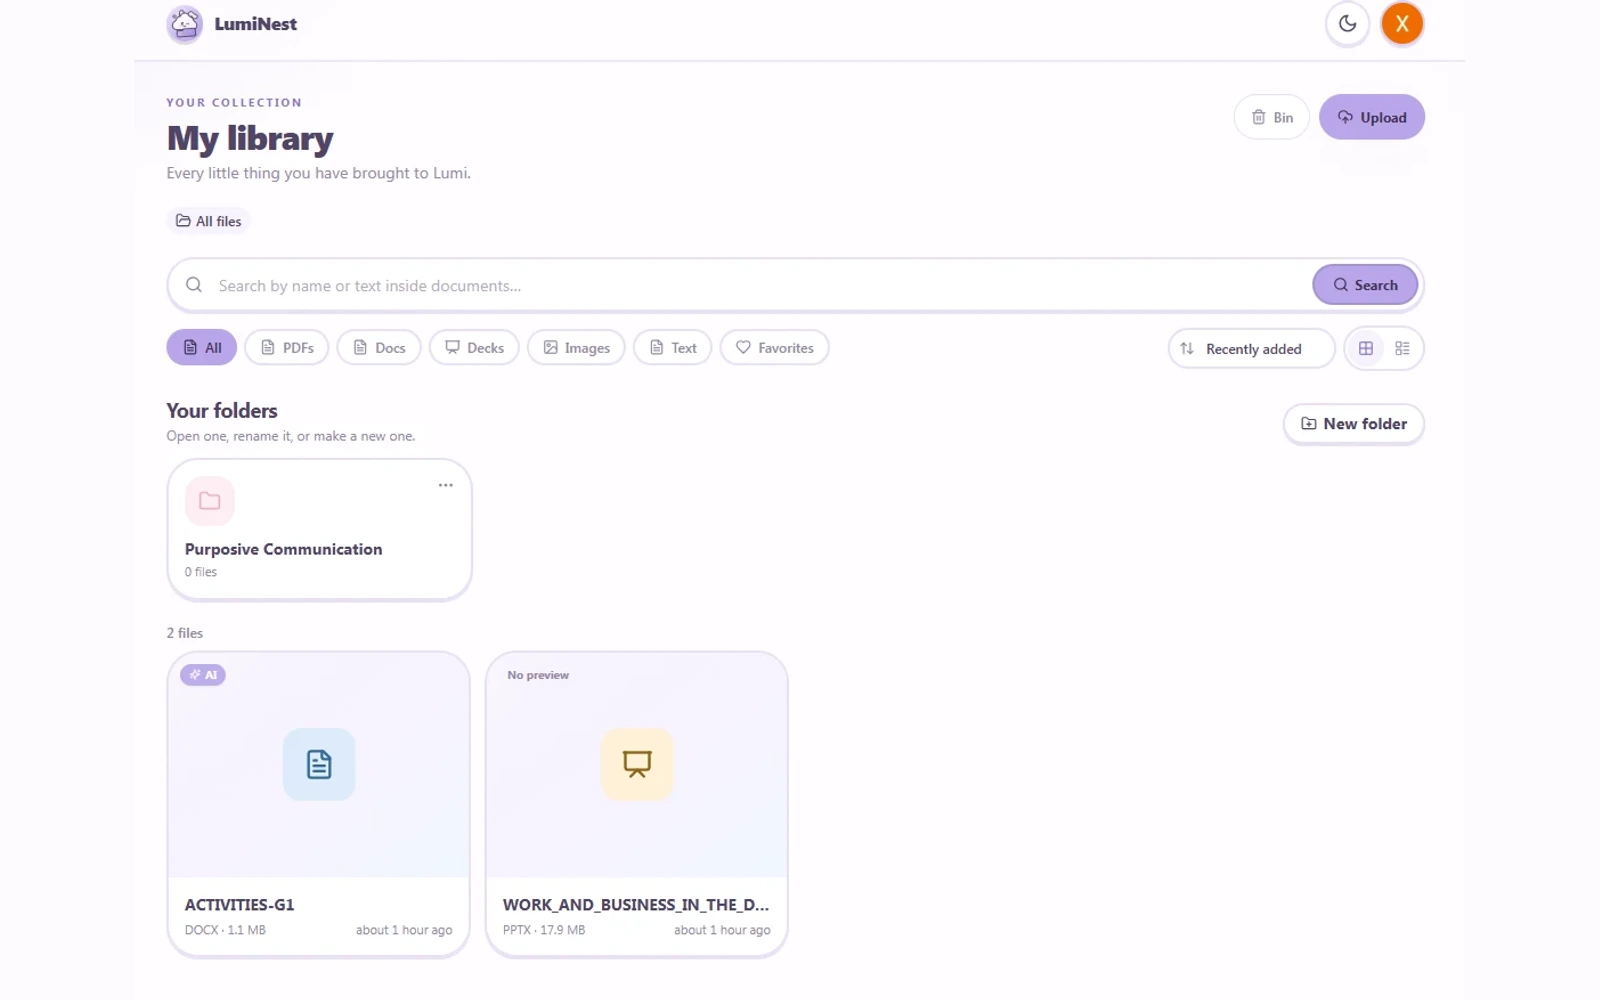 LumiNest
X
YOUR COLLECTION
My library
Every little thing you have brought to Lumi.
Bin
Upload
All files
Search by name or text inside documents...
Search
All
PDFs
Docs
Decks
Images
Text
Favorites
Recently added
Your folders
Open one, rename it, or make a new one.
New folder
Purposive Communication
0 files
2 files
AI
No preview
ACTIVITIES-G1
DOCX · 1.1 MB
about 1 hour ago
WORK_AND_BUSINESS_IN_THE_D...
PPTX · 17.9 MB
about 1 hour ago